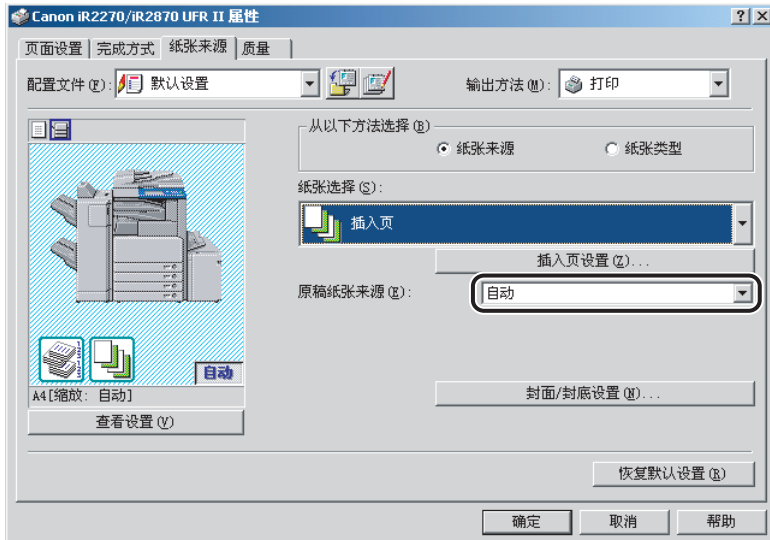 Canon iR2270/iR2870 UFR II 属性
页面设置 完成方式 纸张来源 质量
配置文件(F): 默认设置 输出方法(M): 打印
从以下方法选择(B)
纸张来源 纸张类型
纸张选择(S):
插入页
插入页设置(Z)...
原稿纸张来源(E): 自动
自动
A4[缩放: 自动]
封面/封底设置(N)...
查看设置(V)
恢复默认设置(R)
确定 取消 帮助